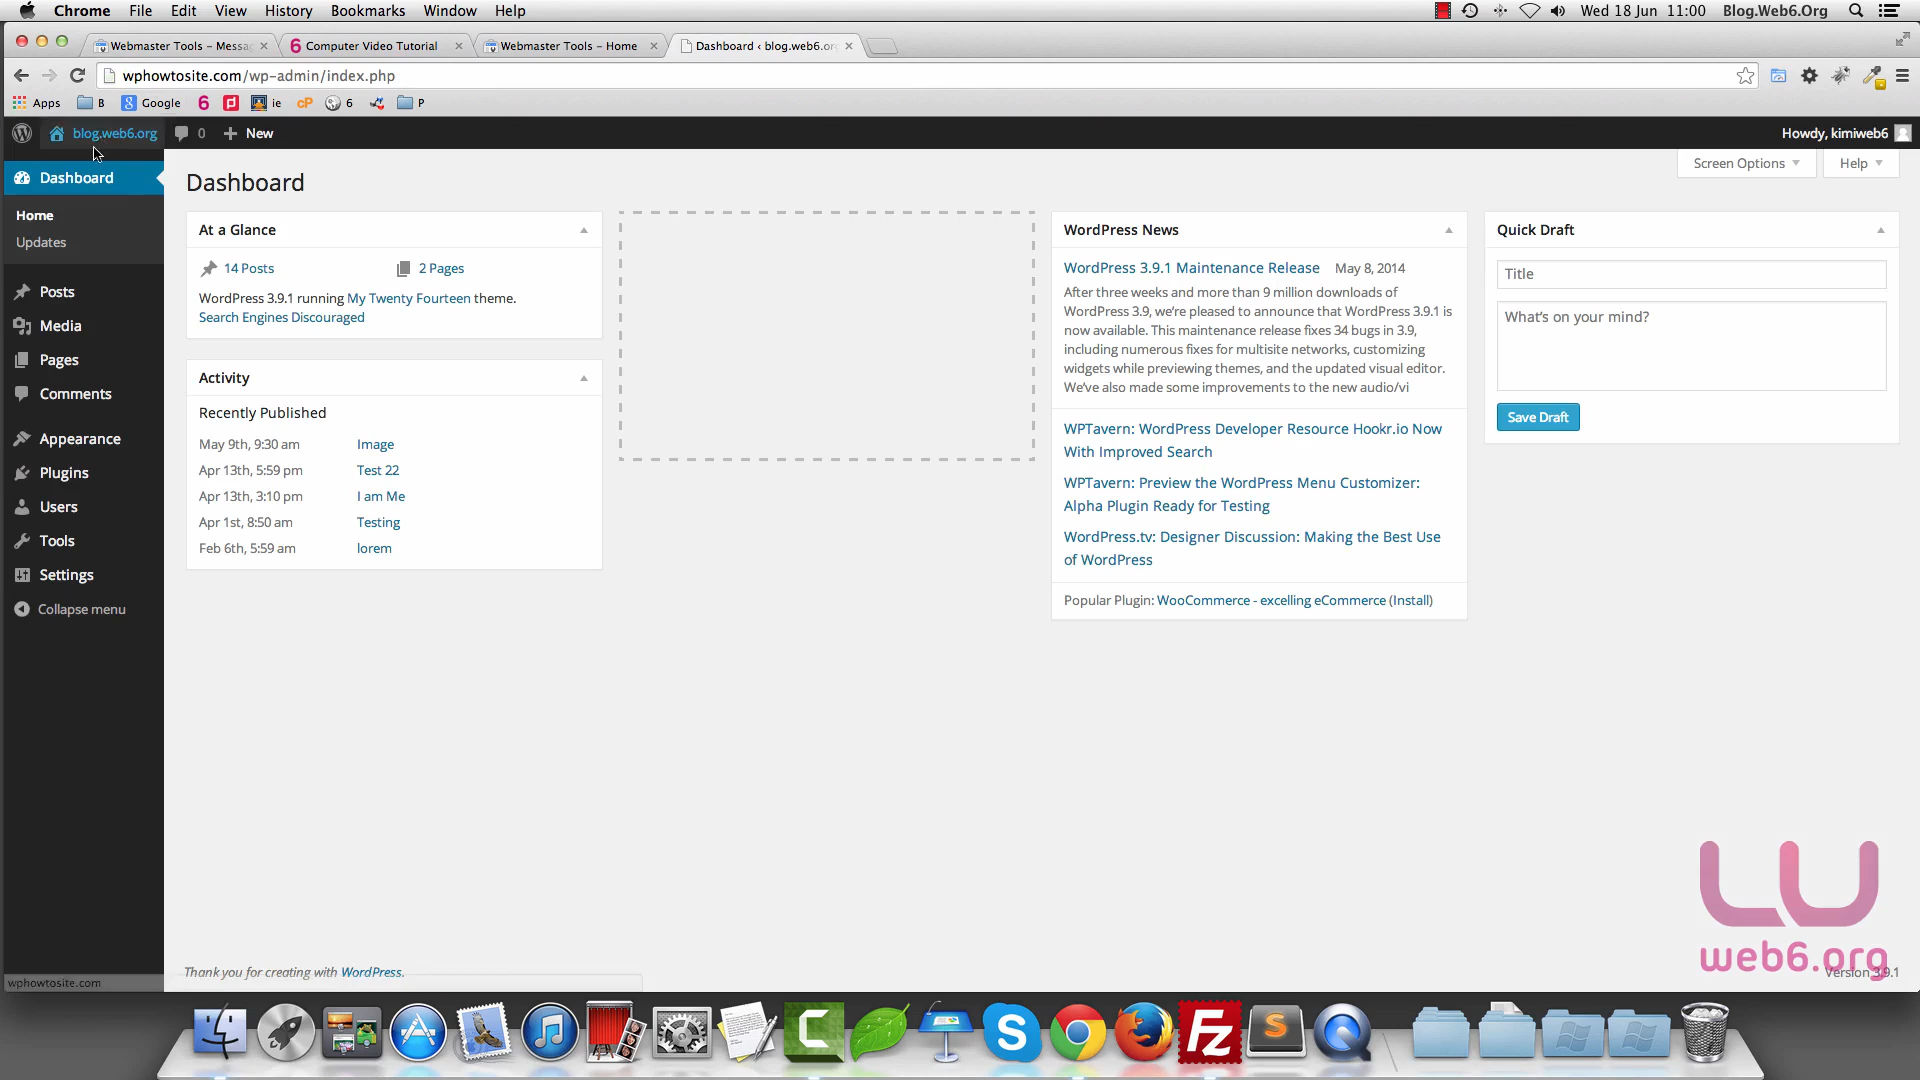 Chrome File Edit View History Bookmarks Window Help Wed 18 Jun 11:00 Blog.Web6.Org
Webmaster Tools – Messa Computer Video Tutorial Webmaster Tools – Home Dashboard ‹ blog.web6.or
wphowtosite.com/wp-admin/index.php
Apps B Google 6 ie cP 6 P
blog.web6.org 0 + New Howdy, kimiweb6
Screen Options Help
Dashboard
Home
Updates
Posts
Media
Pages
Comments
Appearance
Plugins
Users
Tools
Settings
Collapse menu
Dashboard
At a Glance
14 Posts 2 Pages
WordPress 3.9.1 running My Twenty Fourteen theme.
Search Engines Discouraged
Activity
Recently Published
May 9th, 9:30 am Image
Apr 13th, 5:59 pm Test 22
Apr 13th, 3:10 pm I am Me
Apr 1st, 8:50 am Testing
Feb 6th, 5:59 am lorem
WordPress News
WordPress 3.9.1 Maintenance Release May 8, 2014
After three weeks and more than 9 million downloads of
WordPress 3.9, we're pleased to announce that WordPress 3.9.1 is
now available. This maintenance release fixes 34 bugs in 3.9,
including numerous fixes for multisite networks, customizing
widgets while previewing themes, and the updated visual editor.
We've also made some improvements to the new audio/vi
WPTavern: WordPress Developer Resource Hookr.io Now
With Improved Search
WPTavern: Preview the WordPress Menu Customizer:
Alpha Plugin Ready for Testing
WordPress.tv: Designer Discussion: Making the Best Use
of WordPress
Popular Plugin: WooCommerce - excelling eCommerce (Install)
Quick Draft
Title
What's on your mind?
Save Draft
Thank you for creating with WordPress.
web6.org
Version 3.9.1
wphowtosite.com